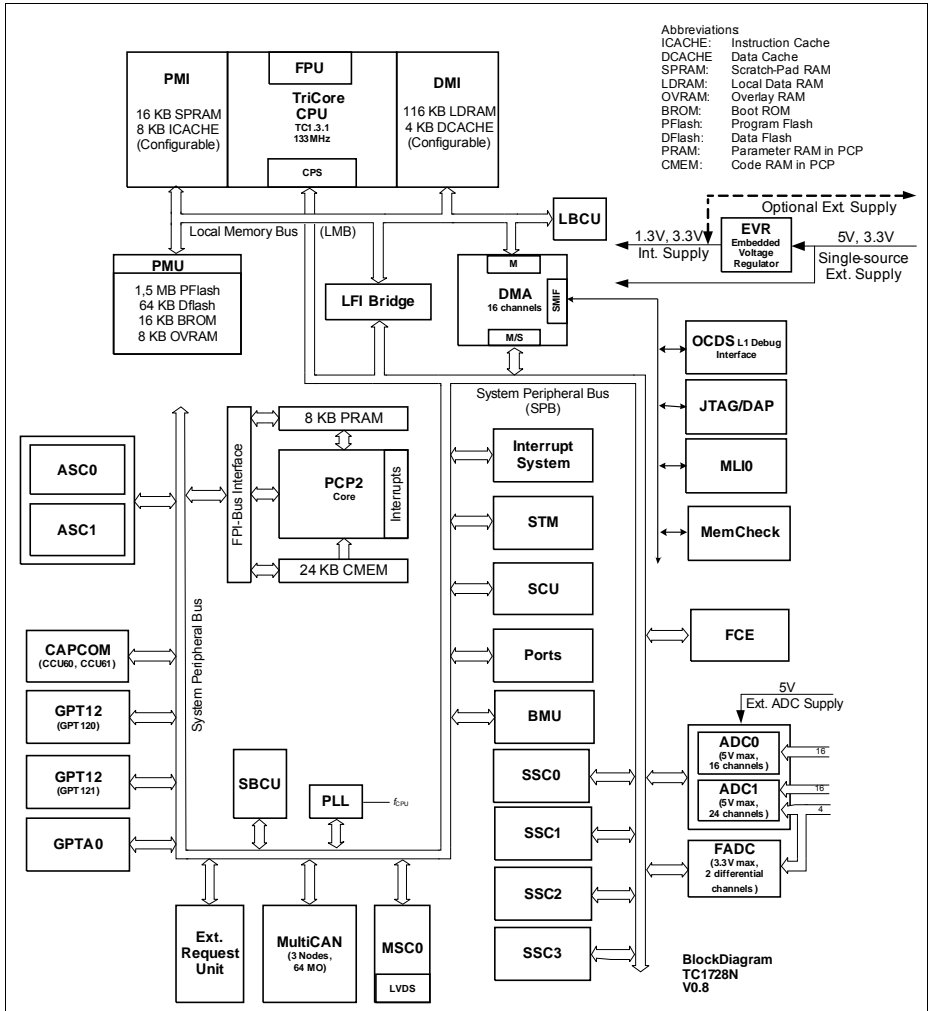 Abbreviations
ICACHE: Instruction Cache
DCACHE Data Cache
SPRAM: Scratch-Pad RAM
LDRAM: Local Data RAM
OVRAM: Overlay RAM
BROM: Boot ROM
PFlash: Program Flash
DFlash: Data Flash
PRAM: Parameter RAM in PCP
CMEM: Code RAM in PCP
PMI
16 KB SPRAM
8 KB ICACHE
(Configurable)
FPU
TriCore
CPU
TC1.3.1
133MHz
CPS
DMI
116 KB LDRAM
4 KB DCACHE
(Configurable)
Local Memory Bus (LMB)
LBCU
Optional Ext. Supply
1.3V, 3.3V
Int. Supply
EVR
Embedded
Voltage
Regulator
5V, 3.3V
Single-source
Ext. Supply
PMU
1,5 MB PFlash
64 KB Dflash
16 KB BROM
8 KB OVRAM
LFI Bridge
M
DMA
16 channels
SMIF
M/S
OCDS L1 Debug
Interface
JTAG/DAP
MLI0
MemCheck
System Peripheral Bus
(SPB)
ASC0
ASC1
FPI-Bus Interface
8 KB PRAM
PCP2
Core
Interrupts
24 KB CMEM
Interrupt
System
STM
SCU
Ports
BMU
FCE
System Peripheral Bus
CAPCOM
(CCU60, CCU61)
GPT12
(GPT120)
GPT12
(GPT121)
GPTA0
SBCU
PLL
fCPU
SSC0
SSC1
SSC2
SSC3
5V
Ext. ADC Supply
ADC0
(5V max,
16 channels)
16
ADC1
(5V max,
24 channels)
16
4
FADC
(3.3V max,
2 differential
channels)
Ext.
Request
Unit
MultiCAN
(3 Nodes,
64 MO)
MSC0
LVDS
BlockDiagram
TC1728N
V0.8